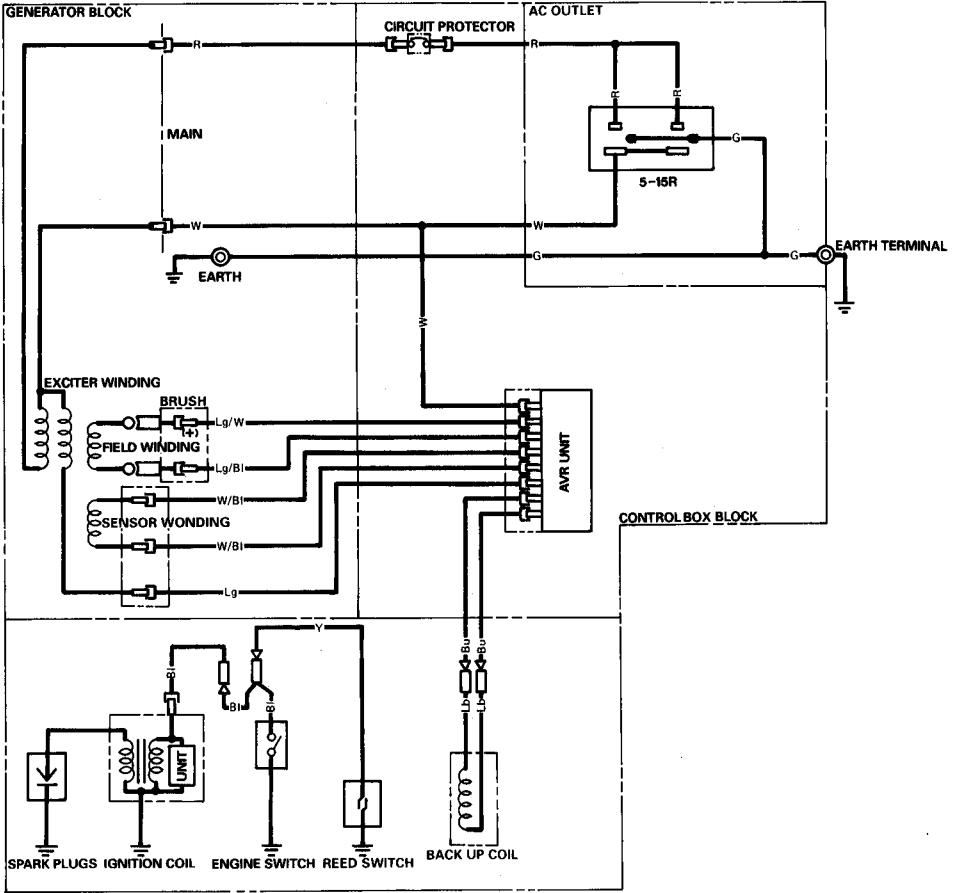 GENERATOR BLOCK
CIRCUIT PROTECTOR
AC OUTLET
R
R
R
R
MAIN
G
5-15R
W
W
EARTH TERMINAL
G
G
EARTH
W
EXCITER WINDING
BRUSH
Lg/W
(+)
FIELD WINDING
AVR UNIT
Lg/Bl
W/Bl
SENSOR WONDING
CONTROL BOX BLOCK
W/Bl
Lg
Y
Bu
Bu
Bl
Bl
Bl
Lb
Lb
UNIT
SPARK PLUGS
IGNITION COIL
ENGINE SWITCH
REED SWITCH
BACK UP COIL